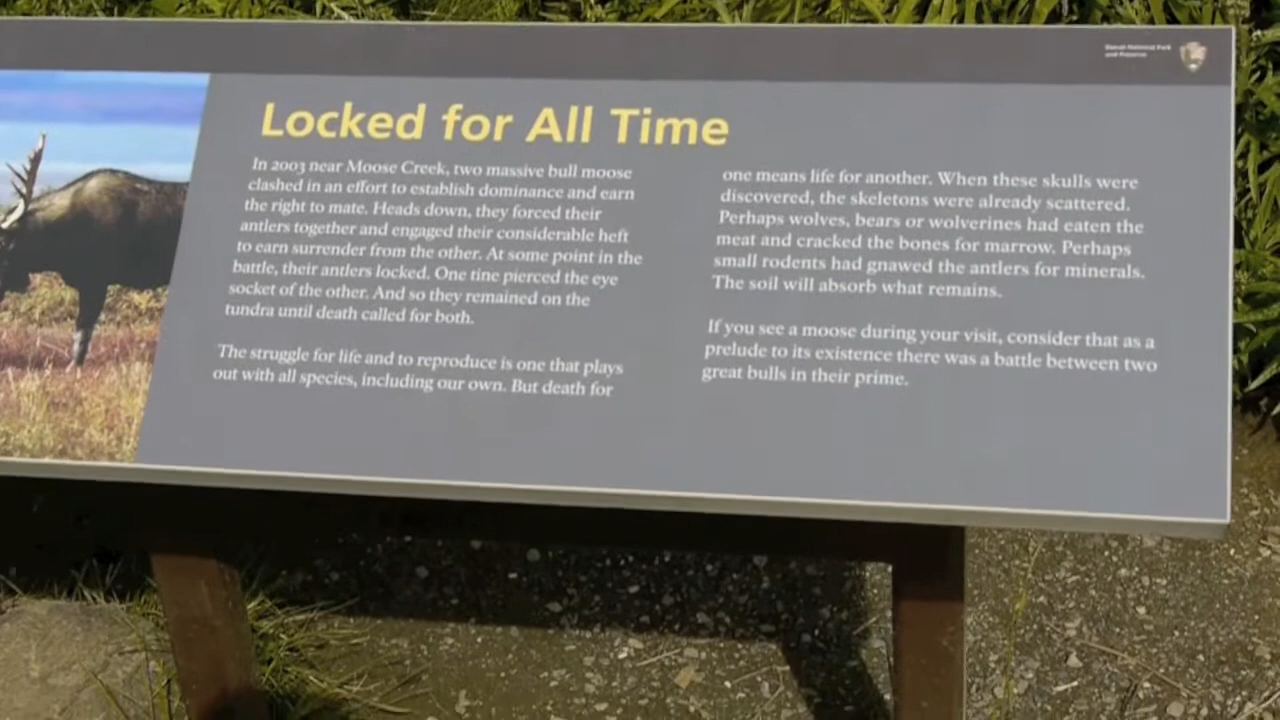 Denali National Park
and Preserve
Locked for All Time
In 2003 near Moose Creek, two massive bull moose
clashed in an effort to establish dominance and earn
the right to mate. Heads down, they forced their
antlers together and engaged their considerable heft
to earn surrender from the other. At some point in the
battle, their antlers locked. One tine pierced the eye
socket of the other. And so they remained on the
tundra until death called for both.
The struggle for life and to reproduce is one that plays
out with all species, including our own. But death for
one means life for another. When these skulls were
discovered, the skeletons were already scattered.
Perhaps wolves, bears or wolverines had eaten the
meat and cracked the bones for marrow. Perhaps
small rodents had gnawed the antlers for minerals.
The soil will absorb what remains.
If you see a moose during your visit, consider that as a
prelude to its existence there was a battle between two
great bulls in their prime.